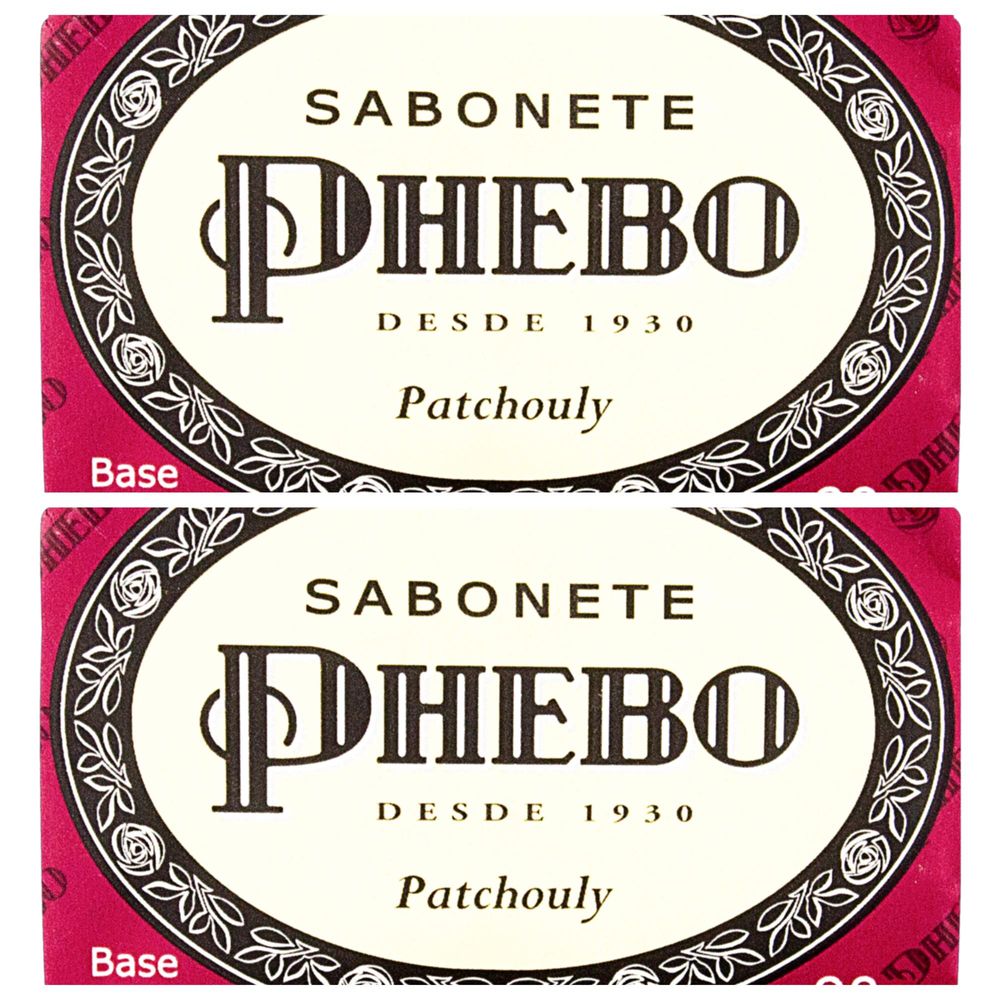 SABONETE
PHEBO
DESDE 1930
Patchouly
Base
SABONETE
PHEBO
DESDE 1930
Patchouly
Base